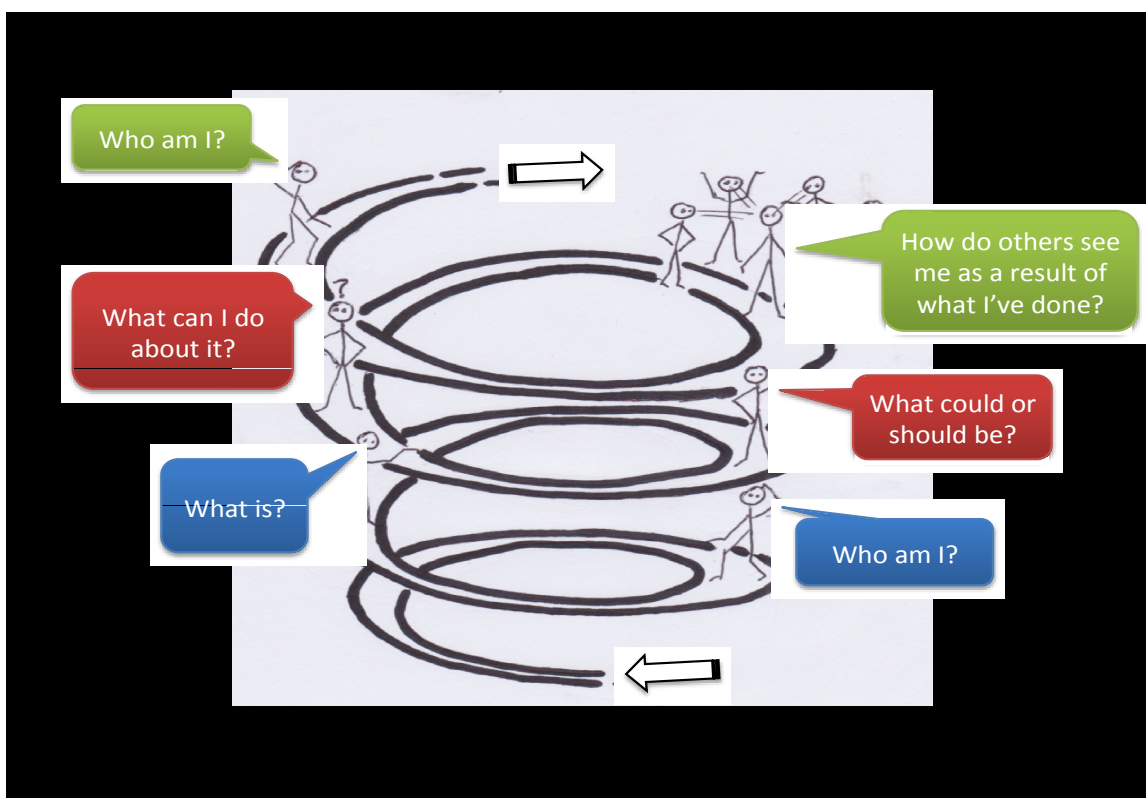 Who am I?
How do others see
me as a result of
what I've done?
What can I do
about it?
?
What could or
should be?
What is?
Who am I?